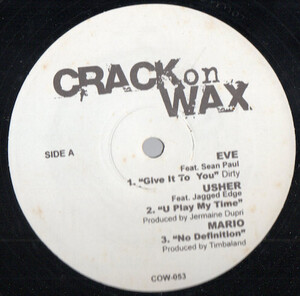 CRACK on
WAX
SIDE A
EVE
Feat. Sean Paul
1. "Give It To You" Dirty
USHER
Feat. Jagged Edge
2. "U Play My Time"
Produced by Jermaine Dupri
MARIO
3. "No Definition"
Produced by Timbaland
COW-053